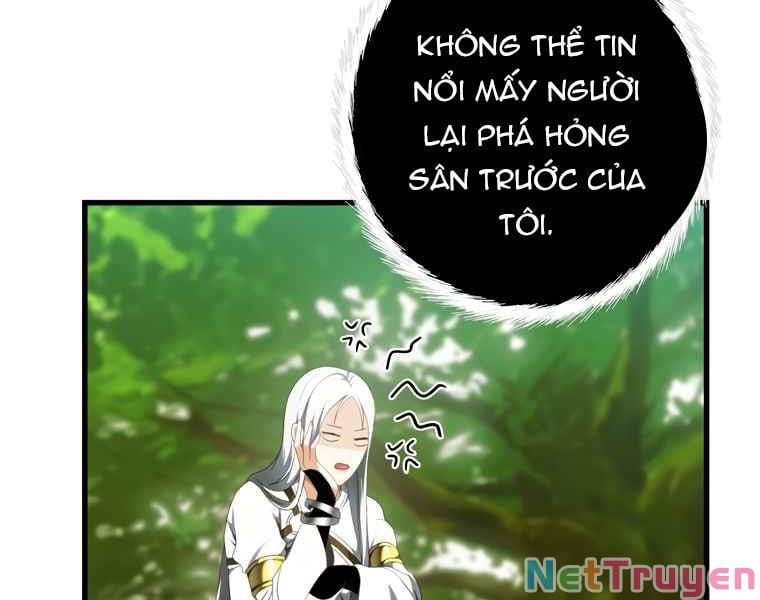 KHÔNG THỂ TIN
NỔI MẤY NGƯỜI
LẠI PHÁ HỎNG
SÂN TRƯỚC CỦA
TÔI.
NetTruyen